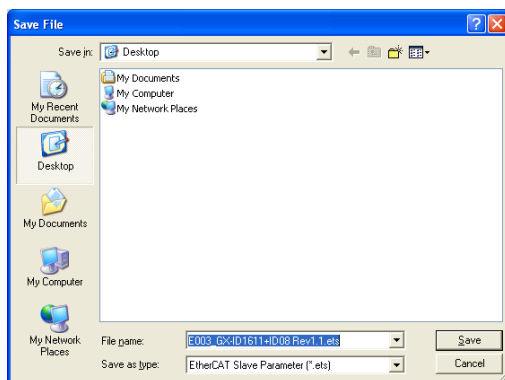 Save File
Save in:
Desktop
My Documents
My Computer
My Network Places
My Recent
Documents
Desktop
My Documents
My Computer
My Network
Places
File name:
E003_GX-ID1611+ID08 Rev1.1.ets
Save
Save as type:
EtherCAT Slave Parameter (*.ets)
Cancel